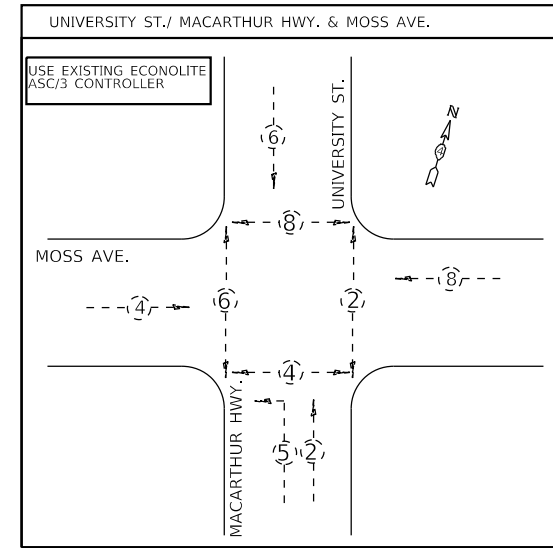 UNIVERSITY ST./ MACARTHUR HWY. & MOSS AVE.
USE EXISTING ECONOLITE
ASC/3 CONTROLLER
UNIVERSITY ST.
N
4
6
8
MOSS AVE.
8
4
6
2
4
MACARTHUR HWY.
5
2